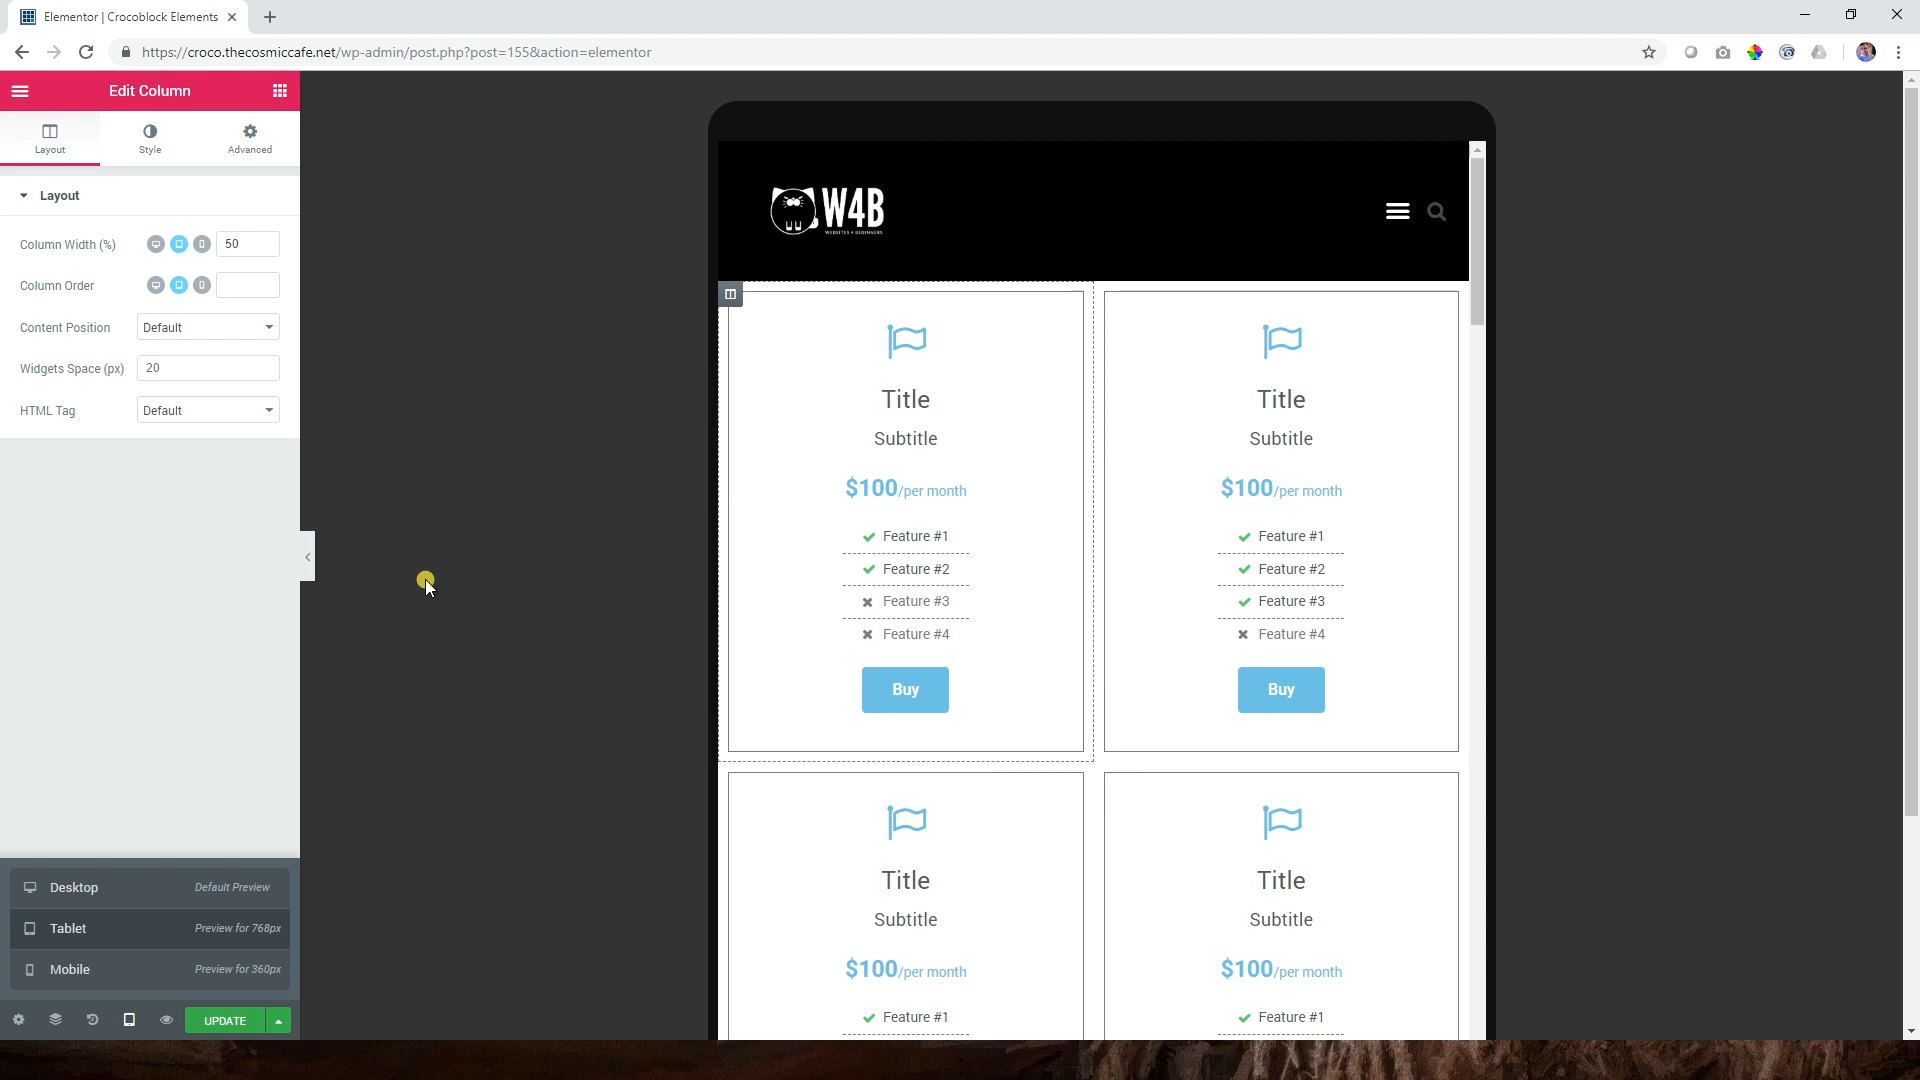 Elementor | Crocoblock Elements
https://croco.thecosmiccafe.net/wp-admin/post.php?post=155&action=elementor
Edit Column
Layout
Style
Advanced
Layout
Column Width (%)
50
Column Order
Content Position
Default
Widgets Space (px)
20
HTML Tag
Default
Desktop
Default Preview
Tablet
Preview for 768px
Mobile
Preview for 360px
UPDATE
W4B
WEBSITES 4 BEGINNERS
Title
Subtitle
$100/per month
Feature #1
Feature #2
Feature #3
Feature #4
Buy
Title
Subtitle
$100/per month
Feature #1
Feature #2
Feature #3
Feature #4
Buy
Title
Subtitle
$100/per month
Feature #1
Title
Subtitle
$100/per month
Feature #1